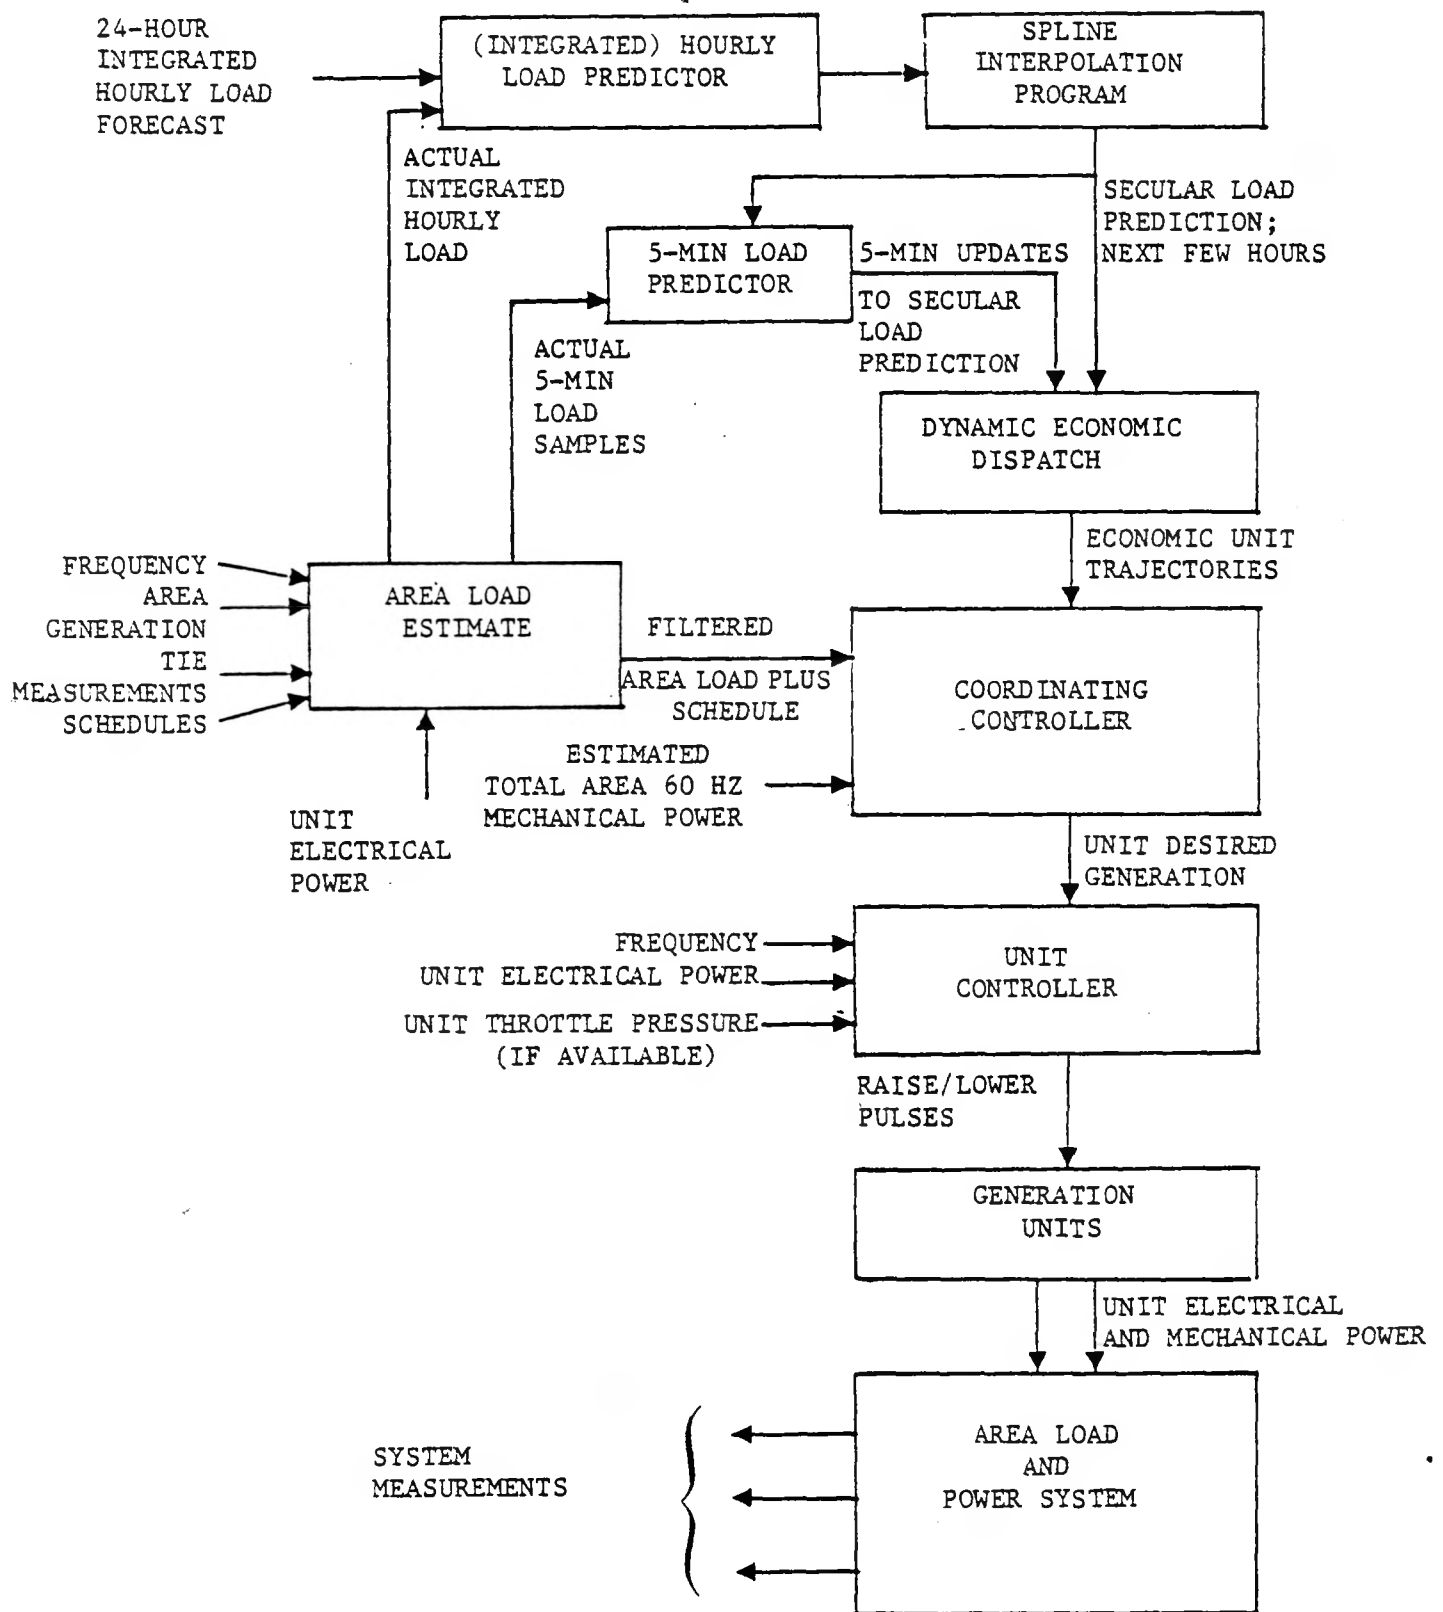 24-HOUR
INTEGRATED
HOURLY LOAD
FORECAST
(INTEGRATED) HOURLY
LOAD PREDICTOR
SPLINE
INTERPOLATION
PROGRAM
ACTUAL
INTEGRATED
HOURLY
LOAD
SECULAR LOAD
PREDICTION;
NEXT FEW HOURS
5-MIN LOAD
PREDICTOR
5-MIN UPDATES
TO SECULAR
LOAD
PREDICTION
ACTUAL
5-MIN
LOAD
SAMPLES
DYNAMIC ECONOMIC
DISPATCH
ECONOMIC UNIT
TRAJECTORIES
FREQUENCY
AREA
GENERATION
TIE
MEASUREMENTS
SCHEDULES
AREA LOAD
ESTIMATE
FILTERED
AREA LOAD PLUS
SCHEDULE
COORDINATING
CONTROLLER
ESTIMATED
TOTAL AREA 60 HZ
MECHANICAL POWER
UNIT
ELECTRICAL
POWER
UNIT DESIRED
GENERATION
FREQUENCY
UNIT ELECTRICAL POWER
UNIT THROTTLE PRESSURE
(IF AVAILABLE)
UNIT
CONTROLLER
RAISE/LOWER
PULSES
GENERATION
UNITS
UNIT ELECTRICAL
AND MECHANICAL POWER
SYSTEM
MEASUREMENTS
AREA LOAD
AND
POWER SYSTEM